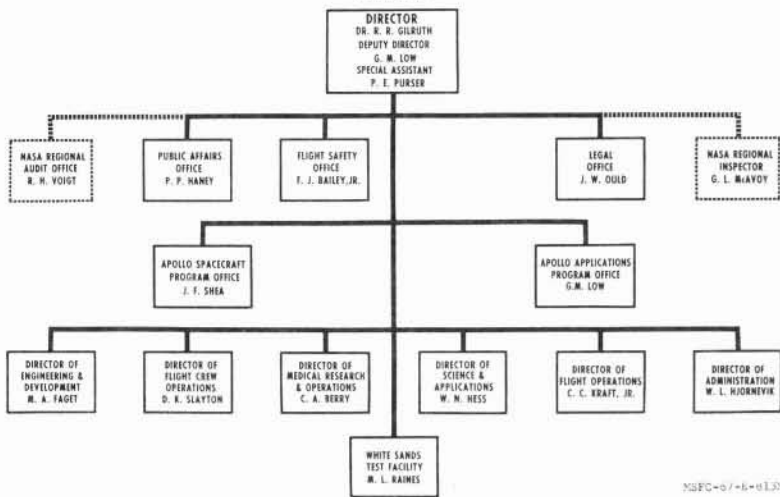 DIRECTOR
DR. R. R. GILRUTH
DEPUTY DIRECTOR
G. M. LOW
SPECIAL ASSISTANT
P. E. PURSER
NASA REGIONAL
AUDIT OFFICE
R. H. VOIGT
PUBLIC AFFAIRS
OFFICE
P. P. HANEY
FLIGHT SAFETY
OFFICE
F. J. BAILEY, JR.
LEGAL
OFFICE
J. W. OULD
NASA REGIONAL
INSPECTOR
G. L. McAVOY
APOLLO SPACECRAFT
PROGRAM OFFICE
J. F. SHEA
APOLLO APPLICATIONS
PROGRAM OFFICE
G.M. LOW
DIRECTOR OF
ENGINEERING &
DEVELOPMENT
M. A. FAGET
DIRECTOR OF
FLIGHT CREW
OPERATIONS
D. K. SLAYTON
DIRECTOR OF
MEDICAL RESEARCH
& OPERATIONS
C. A. BERRY
DIRECTOR OF
SCIENCE &
APPLICATIONS
W. N. HESS
DIRECTOR OF
FLIGHT OPERATIONS
C. C. KRAFT, JR.
DIRECTOR OF
ADMINISTRATION
W. L. HJORNEVIK
WHITE SANDS
TEST FACILITY
M. L. RAINES